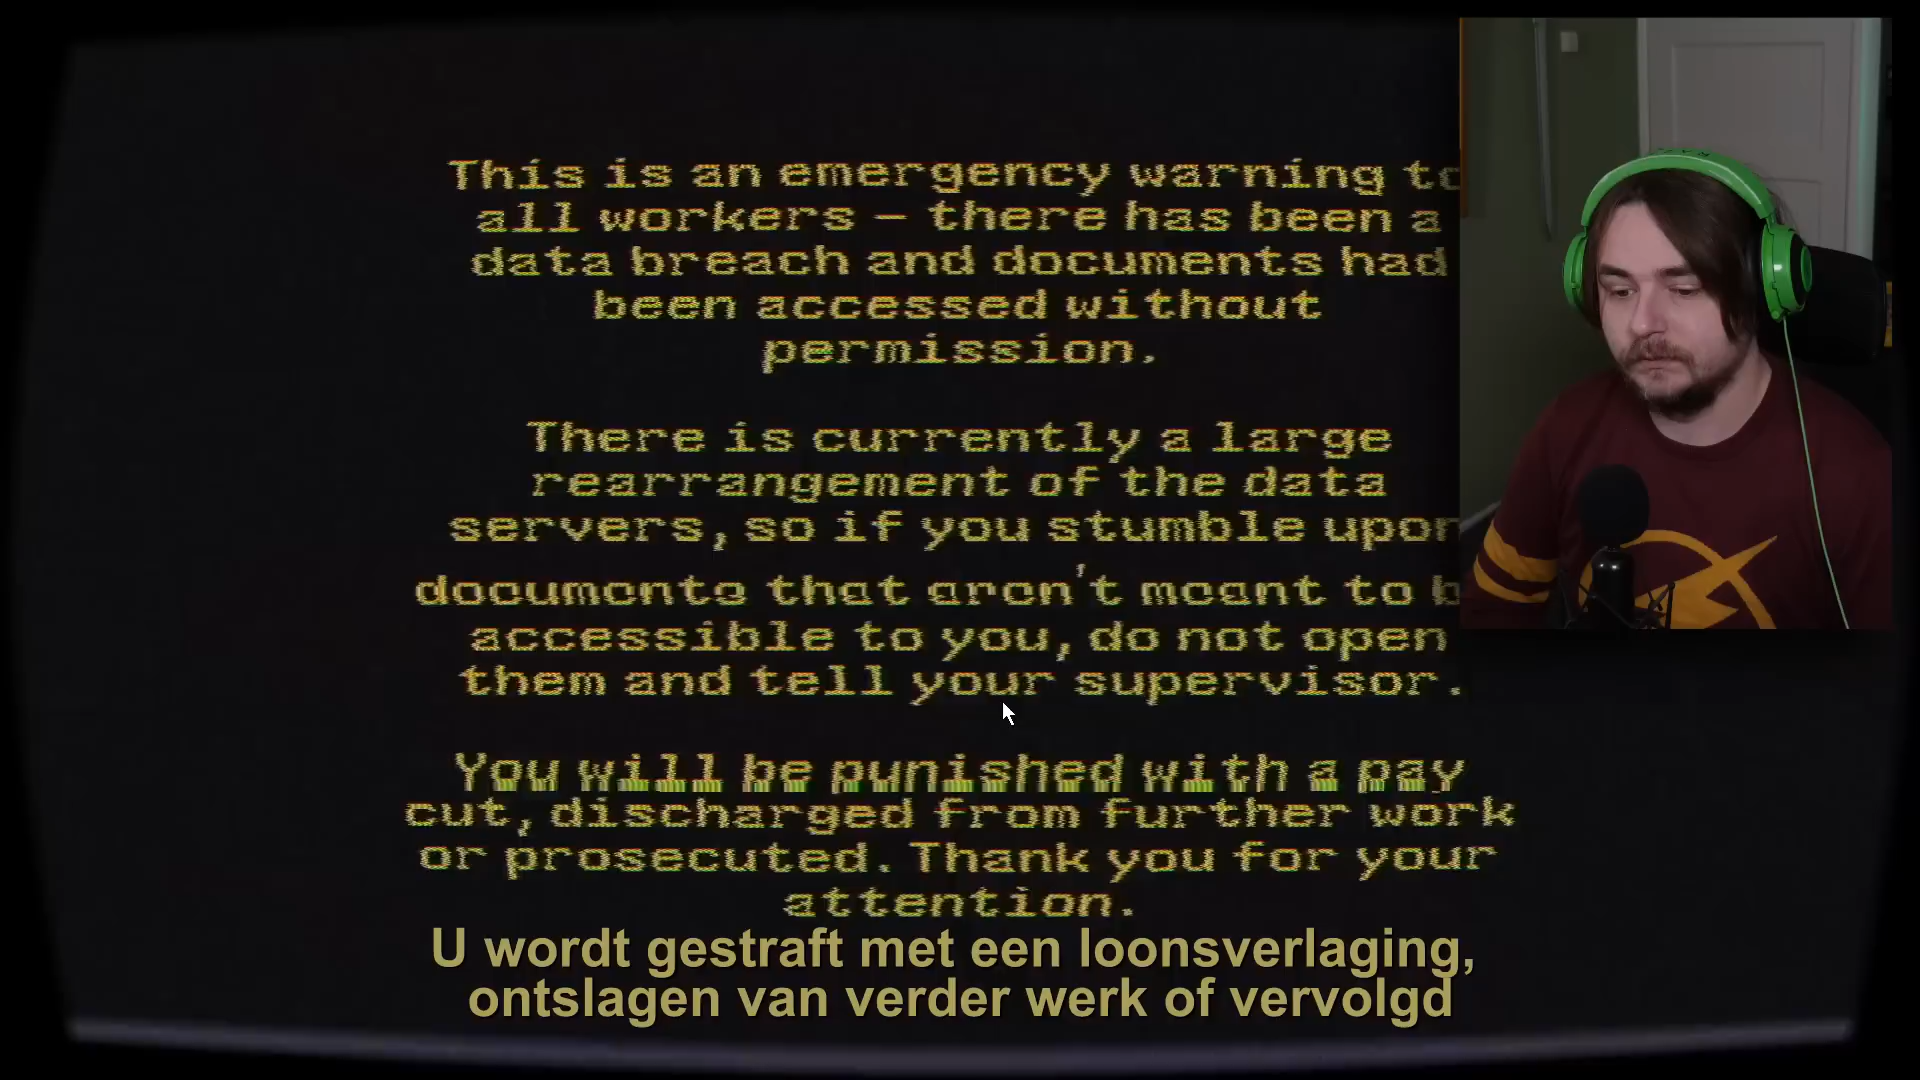 This is an emergency warning to
all workers – there has been a
data breach and documents had
been accessed without
permission.
There is currently a large
rearrangement of the data
servers, so if you stumble upon
documents that aren't meant to b
accessible to you, do not open
them and tell your supervisor.
You will be punished with a pay
cut, discharged from further work
or prosecuted. Thank you for your
attention.
U wordt gestraft met een loonsverlaging,
ontslagen van verder werk of vervolgd